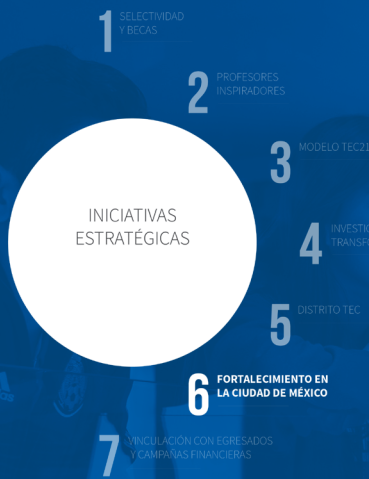 1 SELECTIVIDAD
Y BECAS
2 PROFESORES
INSPIRADORES
3 MODELO TEC21
INICIATIVAS
ESTRATÉGICAS
4
5 DISTRITO TEC
6 FORTALECIMIENTO EN
LA CIUDAD DE MÉXICO
7 VINCULACIÓN CON EGRESADOS
Y CAMPAÑAS FINANCIERAS